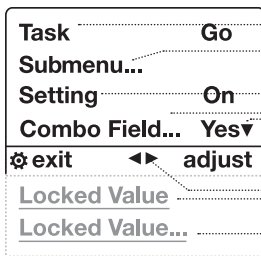 Task Go
Submenu...
Setting On
Combo Field... Yes▼
⚙ exit ◄► adjust
Locked Value
Locked Value...